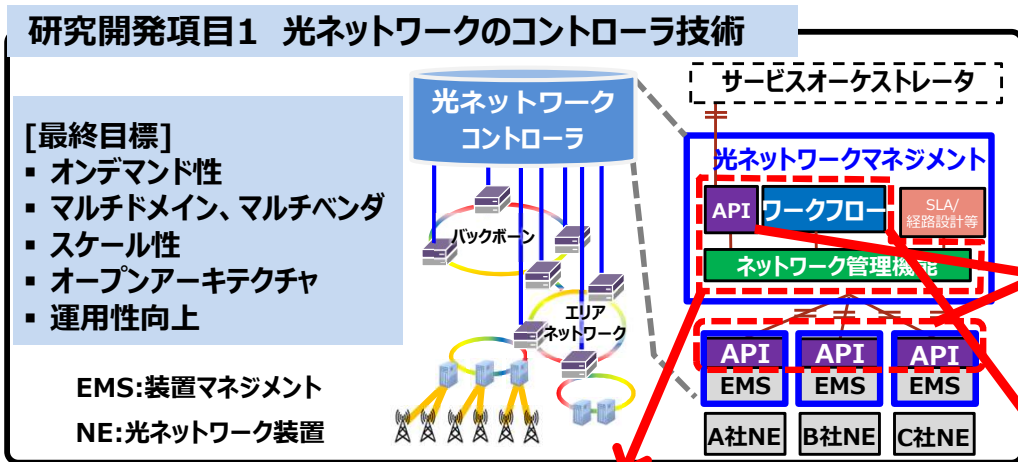 研究開発項目1 光ネットワークのコントローラ技術
[最終目標]
▪ オンデマンド性
▪ マルチドメイン、マルチベンダ
▪ スケール性
▪ オープンアーキテクチャ
▪ 運用性向上
EMS:装置マネジメント
NE:光ネットワーク装置
光ネットワーク
コントローラ
バックボーン
エリア
ネットワーク
サービスオーケストレータ
光ネットワークマネジメント
API
ワークフロー
SLA/
経路設計等
ネットワーク管理機能
API API API
EMS EMS EMS
A社NE B社NE C社NE